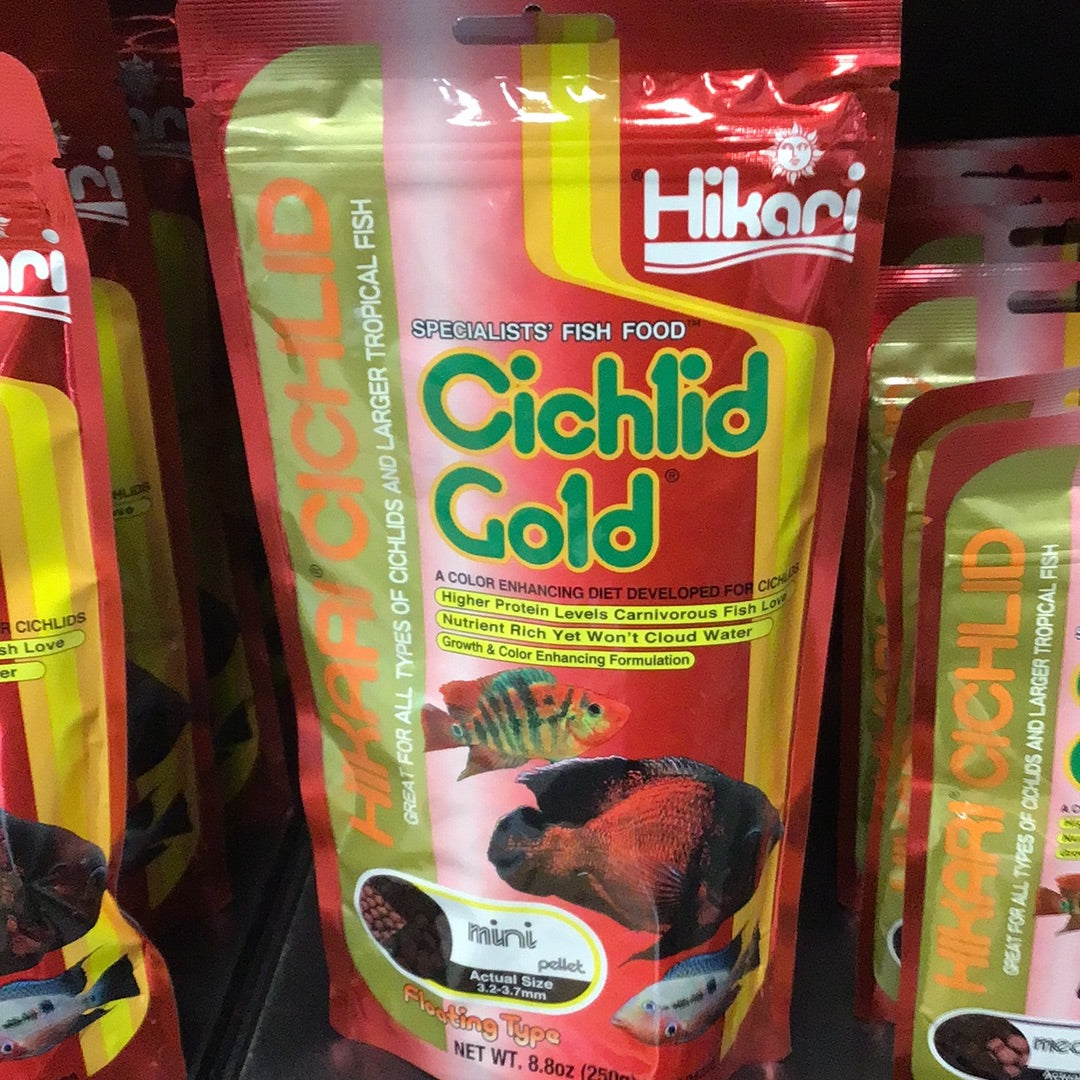 Hikari®
SPECIALISTS' FISH FOOD™
Cichlid
Gold®
A COLOR ENHANCING DIET DEVELOPED FOR CICHLIDS
Higher Protein Levels Carnivorous Fish Love
Nutrient Rich Yet Won't Cloud Water
Growth & Color Enhancing Formulation
HIKARI® CICHLID
GREAT FOR ALL TYPES OF CICHLIDS AND LARGER TROPICAL FISH
mini
pellet
Actual Size
3.2-3.7mm
Floating Type
NET WT. 8.8oz (250g)
ari
R CICHLIDS
sh Love
er
HIKARI® CICHLID
GREAT FOR ALL TYPES OF CICHLIDS AND LARGER TROPICAL FISH